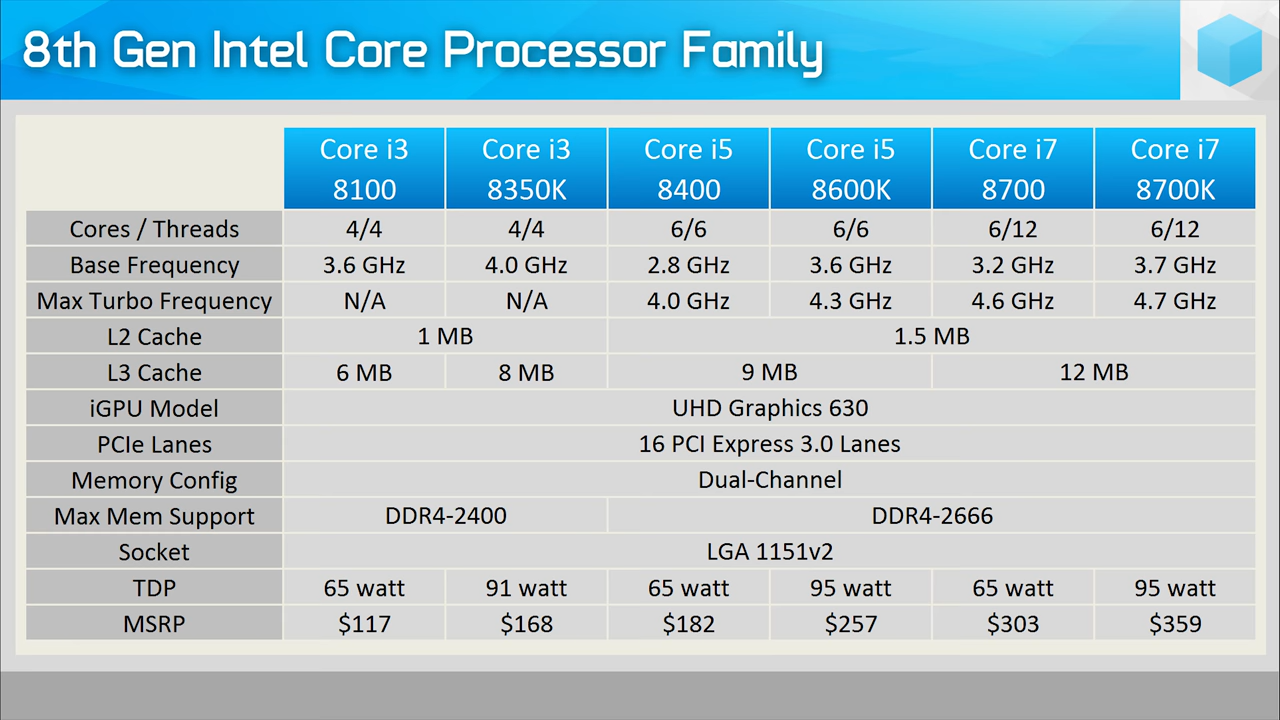 8th Gen Intel Core Processor Family
Core i3 8100 Core i3 8350K Core i5 8400 Core i5 8600K Core i7 8700 Core i7 8700K
Cores / Threads 4/4 4/4 6/6 6/6 6/12 6/12
Base Frequency 3.6 GHz 4.0 GHz 2.8 GHz 3.6 GHz 3.2 GHz 3.7 GHz
Max Turbo Frequency N/A N/A 4.0 GHz 4.3 GHz 4.6 GHz 4.7 GHz
L2 Cache 1 MB 1.5 MB
L3 Cache 6 MB 8 MB 9 MB 12 MB
iGPU Model UHD Graphics 630
PCIe Lanes 16 PCI Express 3.0 Lanes
Memory Config Dual-Channel
Max Mem Support DDR4-2400 DDR4-2666
Socket LGA 1151v2
TDP 65 watt 91 watt 65 watt 95 watt 65 watt 95 watt
MSRP $117 $168 $182 $257 $303 $359